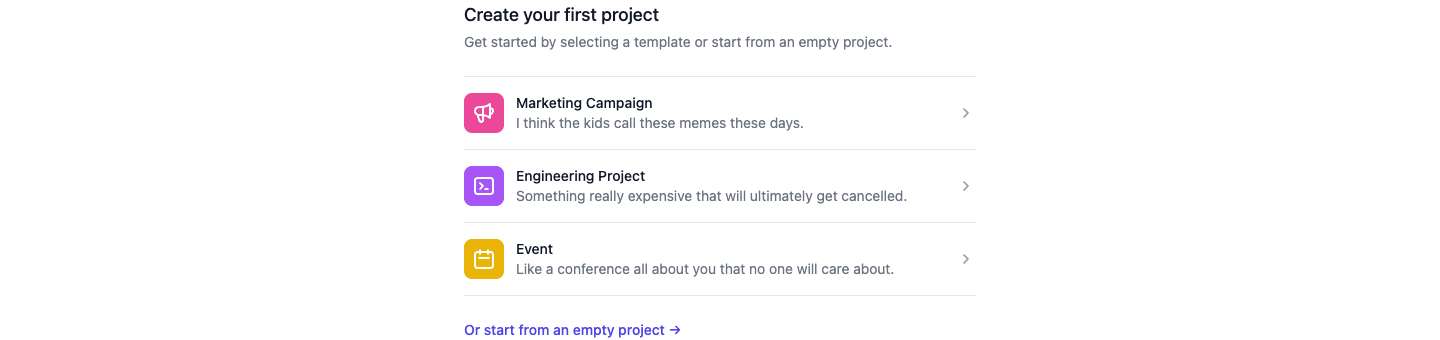 Create your first project
Get started by selecting a template or start from an empty project.
Marketing Campaign
I think the kids call these memes these days.
Engineering Project
Something really expensive that will ultimately get cancelled.
Event
Like a conference all about you that no one will care about.
Or start from an empty project →